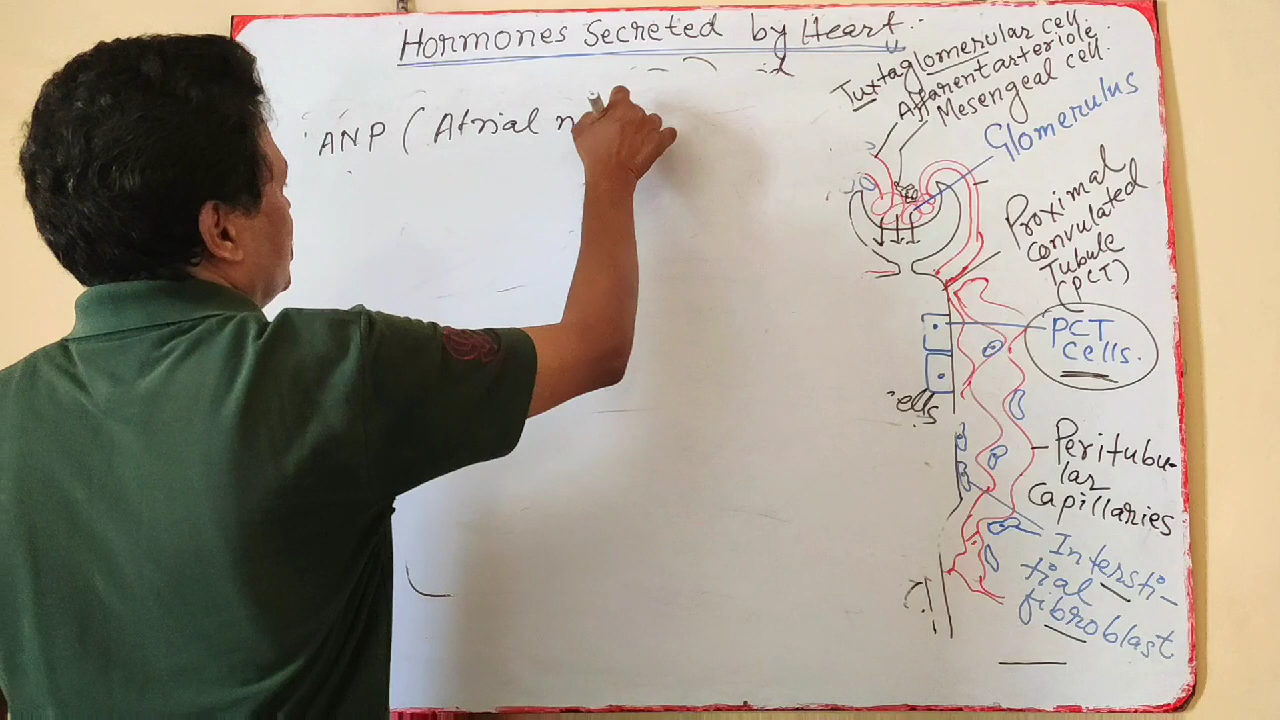 Hormones Secreted by Heart
ANP (Atrial n
Juxtaglomerular cell.
Afferent arteriole.
Mesengeal cell.
Glomerulus
Proximal
convulated
Tubule
(PCT)
PCT
cells.
ells
Peritubu-
lar
Capillaries
Intersti-
tial
fibroblast